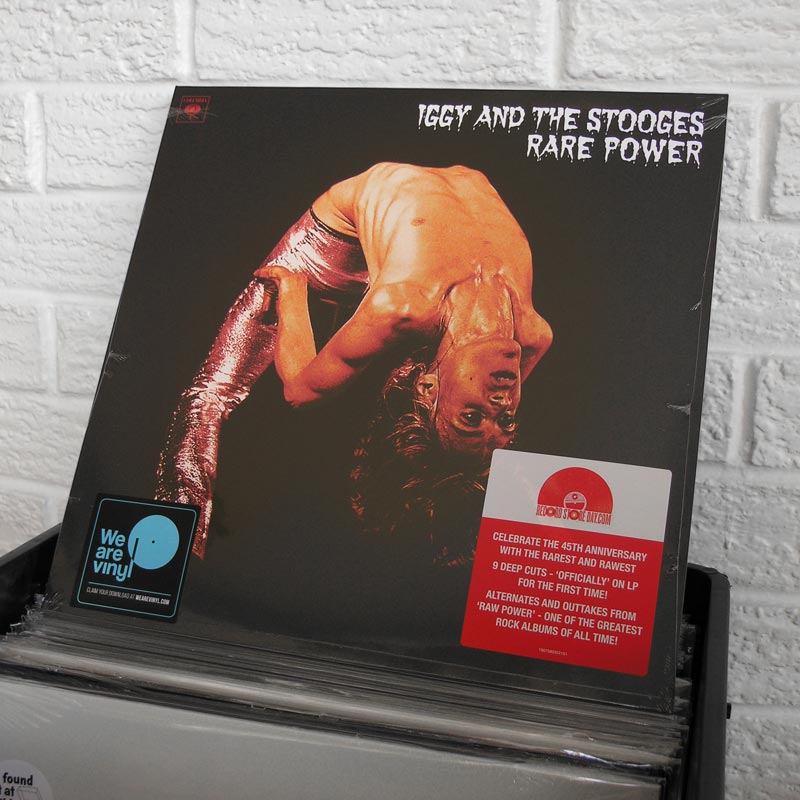 COLUMBIA
IGGY AND THE STOOGES
RARE POWER
We
are
vinyl
CLAIM YOUR DOWNLOAD AT WEAREVINYL.COM
RECORD STORE DAY.COM
CELEBRATE THE 45TH ANNIVERSARY
WITH THE RAREST AND RAWEST
9 DEEP CUTS - 'OFFICIALLY' ON LP
FOR THE FIRST TIME!
ALTERNATES AND OUTTAKES FROM
'RAW POWER' - ONE OF THE GREATEST
ROCK ALBUMS OF ALL TIME!
found
at